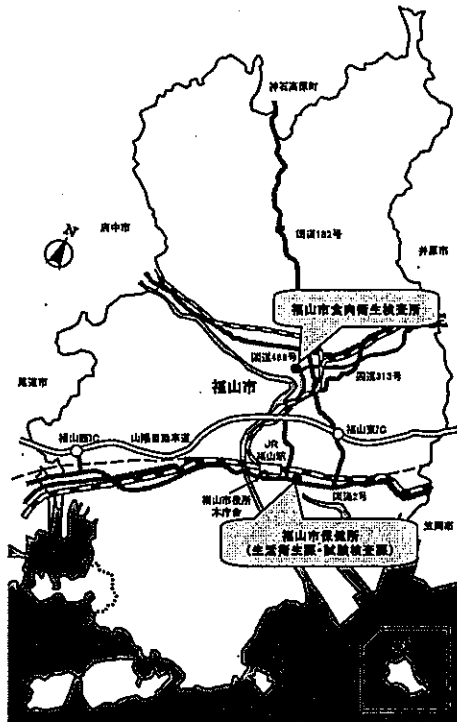 神石高原町
国道182号
府中市
N
井原市
福山市食肉衛生検査所
国道486号
国道313号
尾道市
福山市
福山西IC
山陽自動車道
福山東IC
JR
福山駅
福山市役所
本庁舎
国道2号
笠岡市
福山市保健所
(生活衛生課・試験検査課)